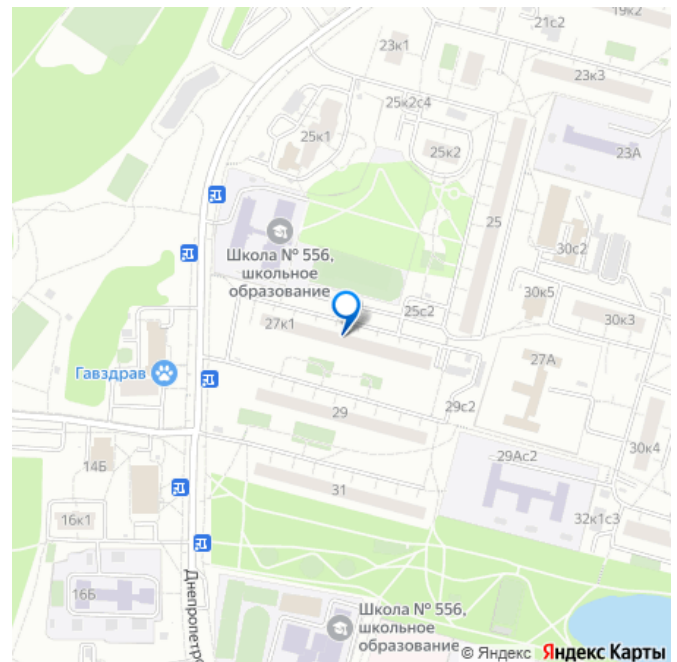 21с2
19к2
23к1
23к3
25к2с4
25к1
25к2
23А
25
30с2
Школа № 556,
школьное
образование
30к5
25с2
30к3
27к1
27А
Гавздрав
29с2
29
30к4
14Б
29Ас2
31
16к1
32к1с3
16Б
Днепропетро
Школа № 556,
школьное
образование
© Яндекс Яндекс Карты